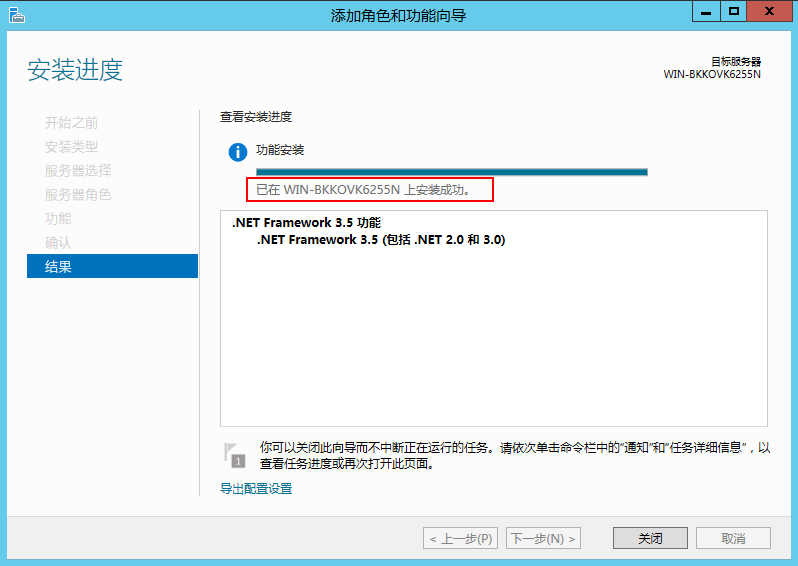 添加角色和功能向导
安装进度
目标服务器
WIN-BKKOVK6255N
开始之前
安装类型
服务器选择
服务器角色
功能
确认
结果
查看安装进度
功能安装
已在 WIN-BKKOVK6255N 上安装成功。
.NET Framework 3.5 功能
.NET Framework 3.5 (包括 .NET 2.0 和 3.0)
1
你可以关闭此向导而不中断正在运行的任务。请依次单击命令栏中的“通知”和“任务详细信息”，以
查看任务进度或再次打开此页面。
导出配置设置
< 上一步(P)
下一步(N) >
关闭
取消